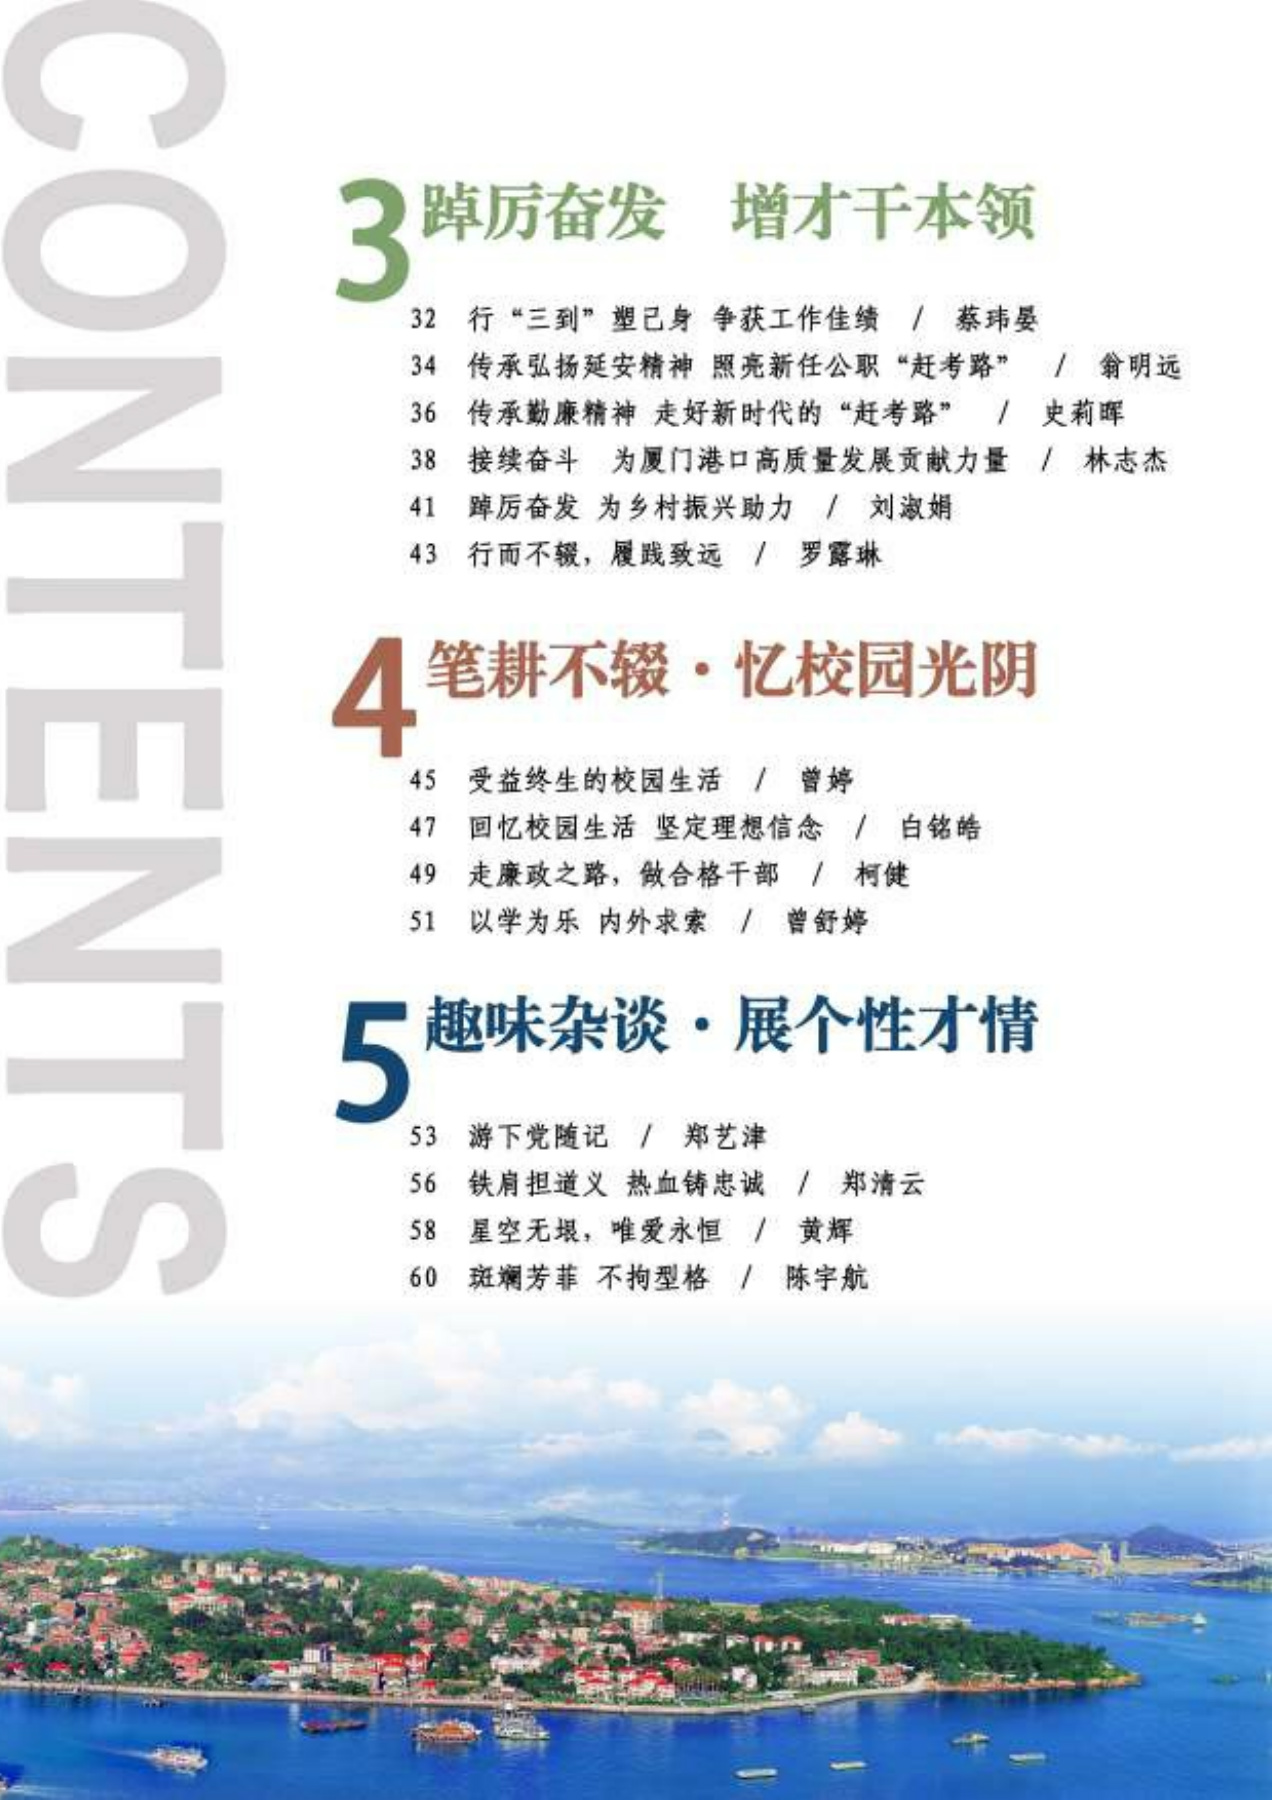 CONTENTS
3 踔厉奋发 增才干本领
32 行“三到”塑己身 争获工作佳绩 / 蔡玮晏
34 传承弘扬延安精神 照亮新任公职“赶考路” / 翁明远
36 传承勤廉精神 走好新时代的“赶考路” / 史莉晖
38 接续奋斗 为厦门港口高质量发展贡献力量 / 林志杰
41 踔厉奋发 为乡村振兴助力 / 刘淑娟
43 行而不辍，履践致远 / 罗露琳
4 笔耕不辍·忆校园光阴
45 受益终生的校园生活 / 曾婷
47 回忆校园生活 坚定理想信念 / 白铭皓
49 走廉政之路，做合格干部 / 柯健
51 以学为乐 内外求索 / 曾舒婷
5 趣味杂谈·展个性才情
53 游下党随记 / 郑艺津
56 铁肩担道义 热血铸忠诚 / 郑清云
58 星空无垠，唯爱永恒 / 黄辉
60 斑斓芳菲 不拘型格 / 陈宇航